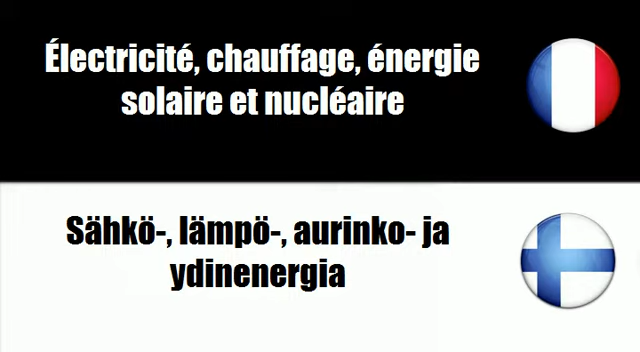 Électricité, chauffage, énergie
solaire et nucléaire
Sähkö-, lämpö-, aurinko- ja
ydinenergia